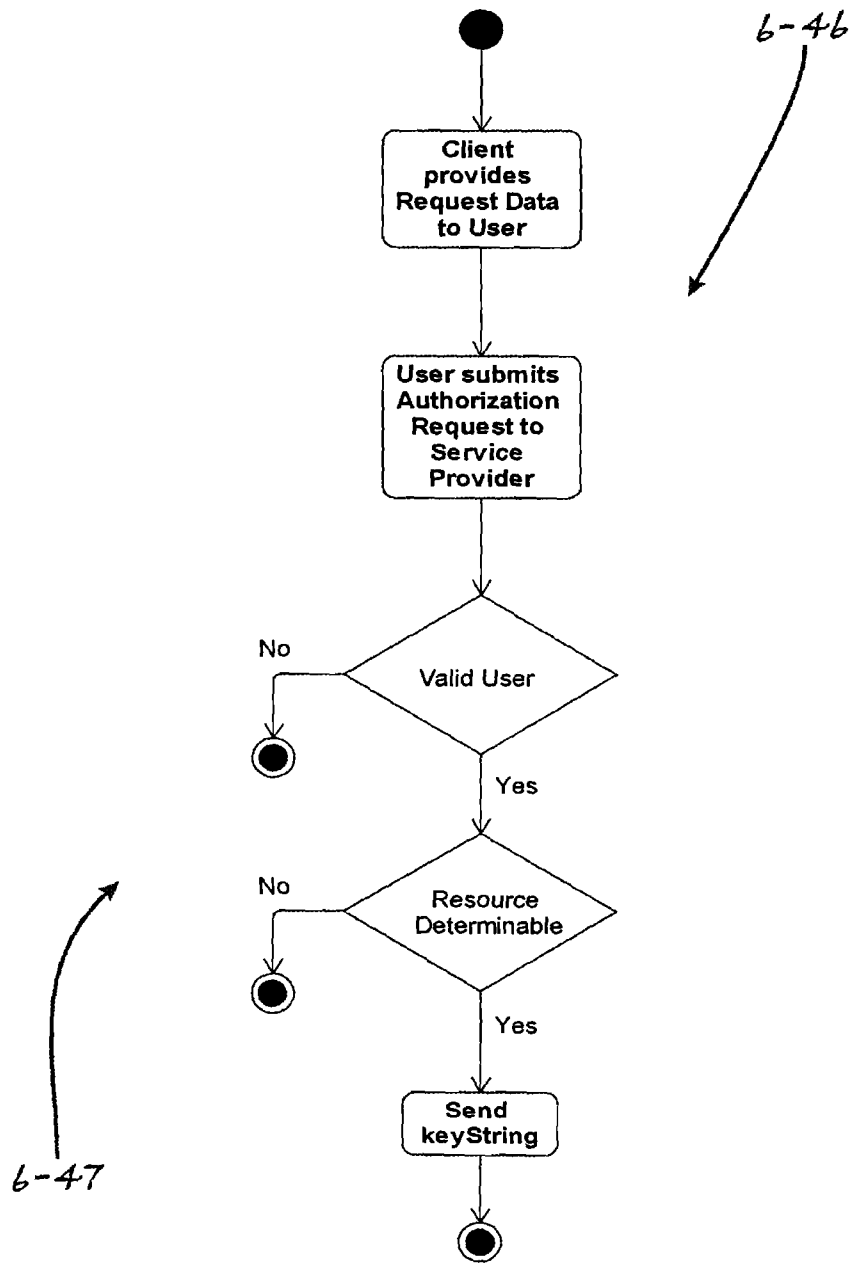 6-46
Client
provides
Request Data
to User
User submits
Authorization
Request to
Service
Provider
No
Valid User
Yes
No
Resource
Determinable
Yes
Send
keyString
6-47